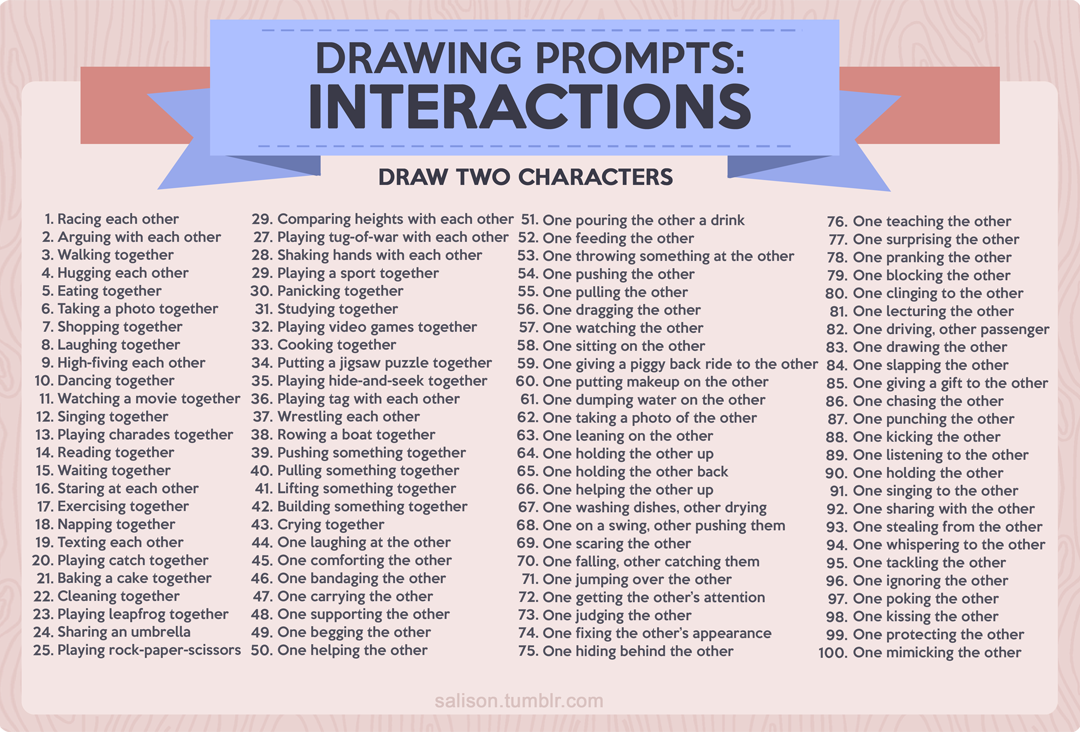 DRAWING PROMPTS:
INTERACTIONS
DRAW TWO CHARACTERS
1. Racing each other
2. Arguing with each other
3. Walking together
4. Hugging each other
5. Eating together
6. Taking a photo together
7. Shopping together
8. Laughing together
9. High-fiving each other
10. Dancing together
11. Watching a movie together
12. Singing together
13. Playing charades together
14. Reading together
15. Waiting together
16. Staring at each other
17. Exercising together
18. Napping together
19. Texting each other
20. Playing catch together
21. Baking a cake together
22. Cleaning together
23. Playing leapfrog together
24. Sharing an umbrella
25. Playing rock-paper-scissors
29. Comparing heights with each other
27. Playing tug-of-war with each other
28. Shaking hands with each other
29. Playing a sport together
30. Panicking together
31. Studying together
32. Playing video games together
33. Cooking together
34. Putting a jigsaw puzzle together
35. Playing hide-and-seek together
36. Playing tag with each other
37. Wrestling each other
38. Rowing a boat together
39. Pushing something together
40. Pulling something together
41. Lifting something together
42. Building something together
43. Crying together
44. One laughing at the other
45. One comforting the other
46. One bandaging the other
47. One carrying the other
48. One supporting the other
49. One begging the other
50. One helping the other
51. One pouring the other a drink
52. One feeding the other
53. One throwing something at the other
54. One pushing the other
55. One pulling the other
56. One dragging the other
57. One watching the other
58. One sitting on the other
59. One giving a piggy back ride to the other
60. One putting makeup on the other
61. One dumping water on the other
62. One taking a photo of the other
63. One leaning on the other
64. One holding the other up
65. One holding the other back
66. One helping the other up
67. One washing dishes, other drying
68. One on a swing, other pushing them
69. One scaring the other
70. One falling, other catching them
71. One jumping over the other
72. One getting the other's attention
73. One judging the other
74. One fixing the other's appearance
75. One hiding behind the other
76. One teaching the other
77. One surprising the other
78. One pranking the other
79. One blocking the other
80. One clinging to the other
81. One lecturing the other
82. One driving, other passenger
83. One drawing the other
84. One slapping the other
85. One giving a gift to the other
86. One chasing the other
87. One punching the other
88. One kicking the other
89. One listening to the other
90. One holding the other
91. One singing to the other
92. One sharing with the other
93. One stealing from the other
94. One whispering to the other
95. One tackling the other
96. One ignoring the other
97. One poking the other
98. One kissing the other
99. One protecting the other
100. One mimicking the other
salison.tumblr.com